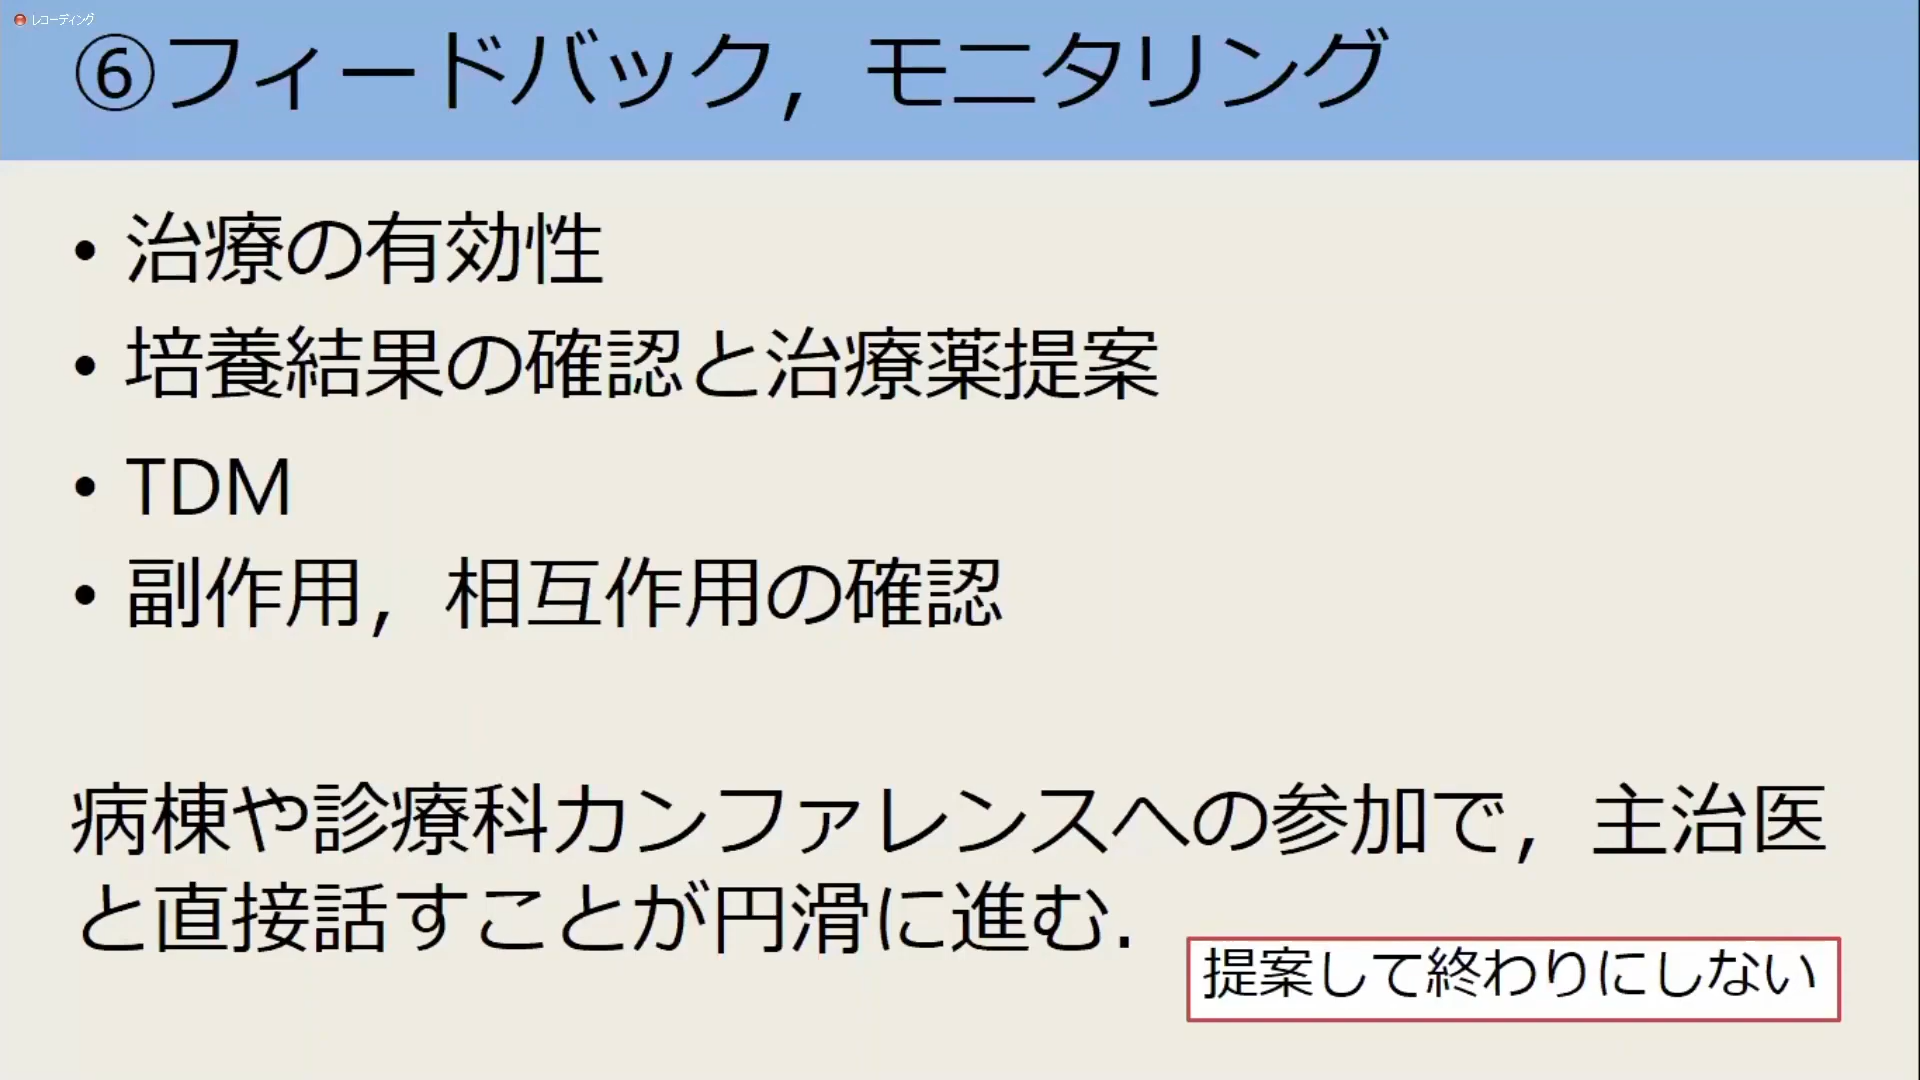 レコーディング
⑥フィードバック，モニタリング
• 治療の有効性
• 培養結果の確認と治療薬提案
• TDM
• 副作用，相互作用の確認
病棟や診療科カンファレンスへの参加で，主治医
と直接話すことが円滑に進む．
提案して終わりにしない